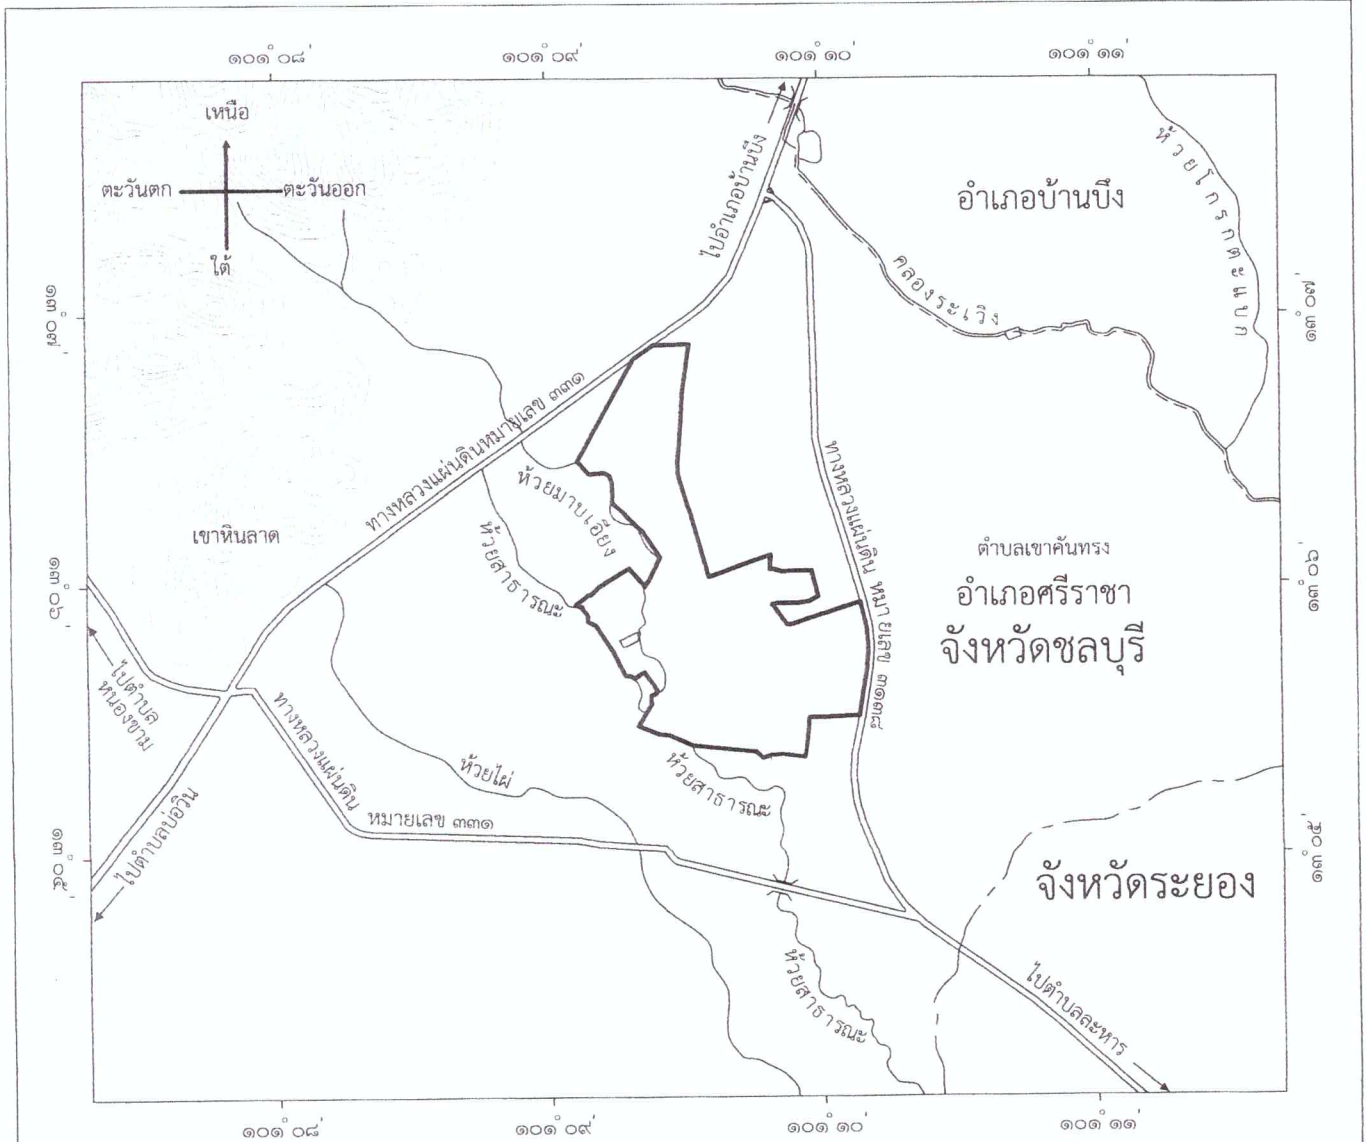 ๑๐๑° ๐๘'
๑๐๑° ๐๙'
๑๐๑° ๑๐'
๑๐๑° ๑๑'
เหนือ
ตะวันตก
ตะวันออก
ใต้
ไปอำเภอบ้านบึง
อำเภอบ้านบึง
ห้วยโกรกตะแบก
คลองระเวิง
๑๓° ๐๗'
๑๓° ๐๗'
ทางหลวงแผ่นดินหมายเลข ๓๓๑
ห้วยมาบเอียง
ห้วยสาธารณะ
ทางหลวงแผ่นดิน หมายเลข ๓๑๓๘
เขาหินลาด
ตำบลเขาคันทรง
อำเภอศรีราชา
จังหวัดชลบุรี
๑๓° ๐๖'
๑๓° ๐๖'
ไปตำบล
หนองขาม
ทางหลวงแผ่นดิน
หมายเลข ๓๓๑
ห้วยไผ่
ห้วยสาธารณะ
ไปตำบลบ่อวิน
๑๓° ๐๕'
๑๓° ๐๕'
จังหวัดระยอง
ห้วยสาธารณะ
ไปตำบลละหาร
๑๐๑° ๐๘'
๑๐๑° ๐๙'
๑๐๑° ๑๐'
๑๐๑° ๑๑'